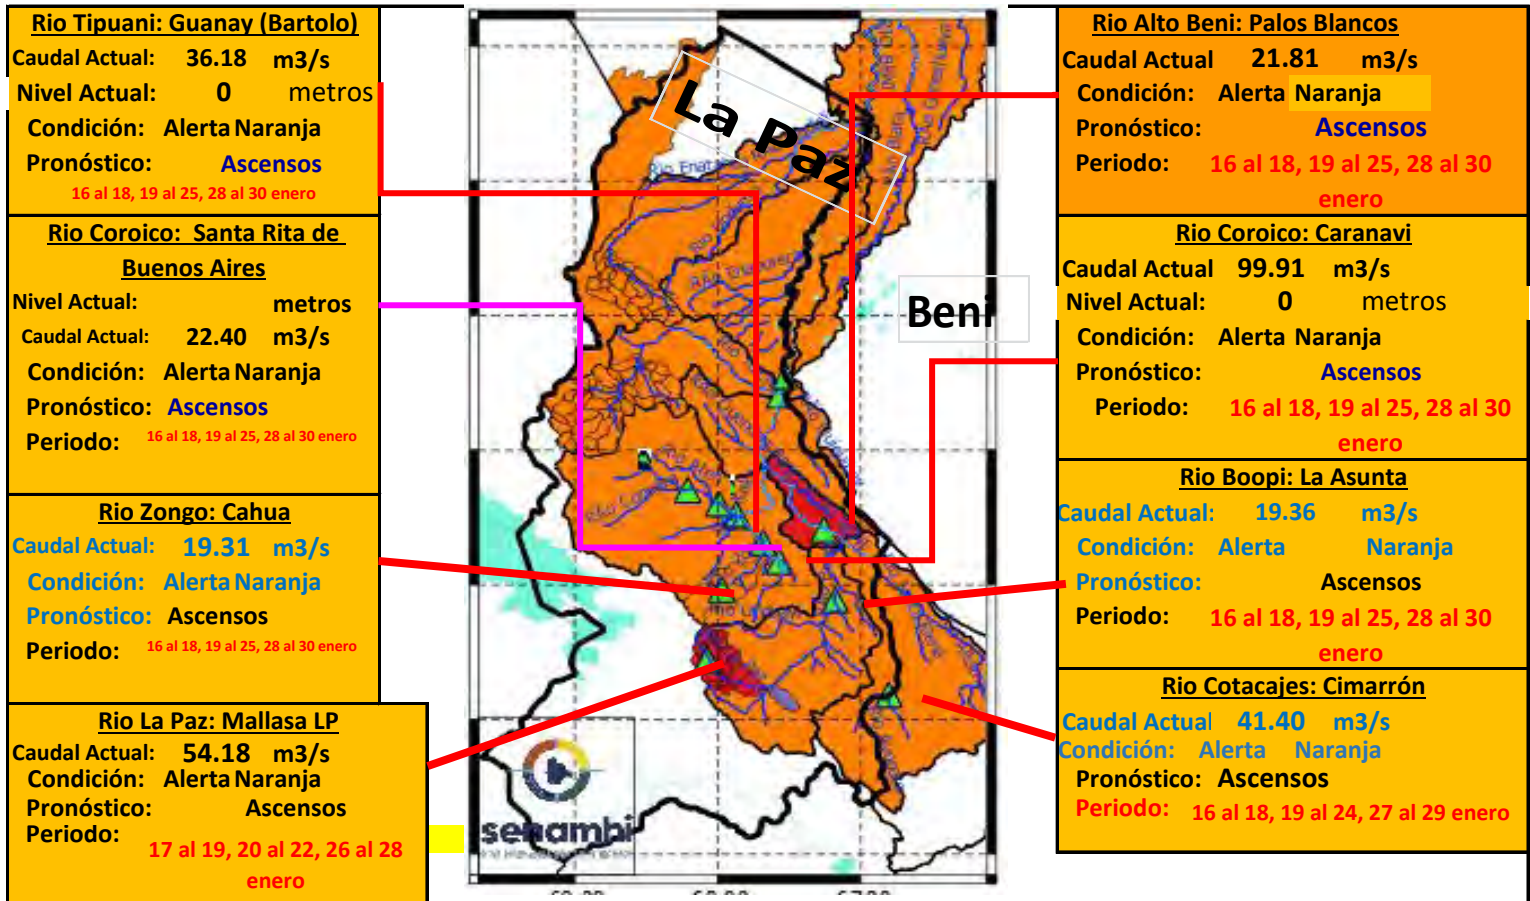 Rio Tipuani: Guanay (Bartolo)
Caudal Actual: 36.18 m3/s
Nivel Actual: 0 metros
Condición: Alerta Naranja
Pronóstico: Ascensos
16 al 18, 19 al 25, 28 al 30 enero
Rio Coroico: Santa Rita de
Buenos Aires
Nivel Actual: metros
Caudal Actual: 22.40 m3/s
Condición: Alerta Naranja
Pronóstico: Ascensos
Periodo: 16 al 18, 19 al 25, 28 al 30 enero
Rio Zongo: Cahua
Caudal Actual: 19.31 m3/s
Condición: Alerta Naranja
Pronóstico: Ascensos
Periodo: 16 al 18, 19 al 25, 28 al 30 enero
Rio La Paz: Mallasa LP
Caudal Actual: 54.18 m3/s
Condición: Alerta Naranja
Pronóstico: Ascensos
Periodo:
17 al 19, 20 al 22, 26 al 28
enero
La Paz
Beni
senambi
Rio Alto Beni: Palos Blancos
Caudal Actual 21.81 m3/s
Condición: Alerta Naranja
Pronóstico: Ascensos
Periodo: 16 al 18, 19 al 25, 28 al 30
enero
Rio Coroico: Caranavi
Caudal Actual 99.91 m3/s
Nivel Actual: 0 metros
Condición: Alerta Naranja
Pronóstico: Ascensos
Periodo: 16 al 18, 19 al 25, 28 al 30
enero
Rio Boopi: La Asunta
Caudal Actual: 19.36 m3/s
Condición: Alerta Naranja
Pronóstico: Ascensos
Periodo: 16 al 18, 19 al 25, 28 al 30
enero
Rio Cotacajes: Cimarrón
Caudal Actual 41.40 m3/s
Condición: Alerta Naranja
Pronóstico: Ascensos
Periodo: 16 al 18, 19 al 24, 27 al 29 enero